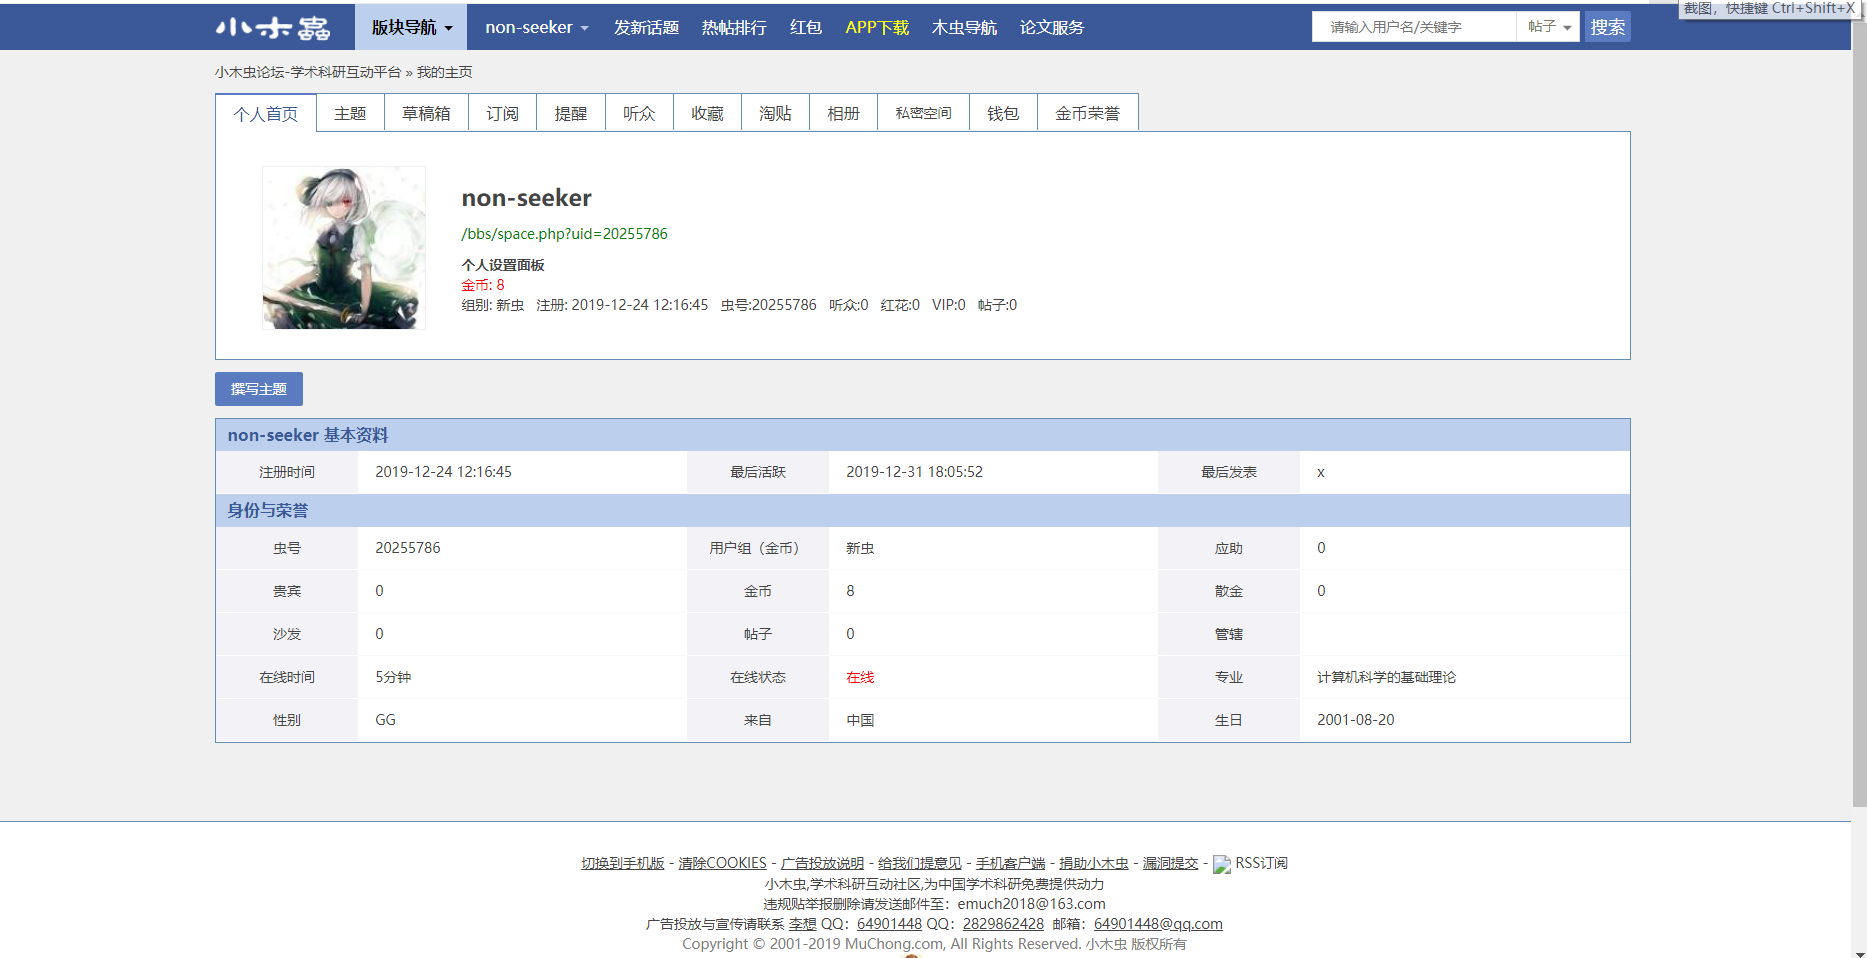 截图，快捷键 Ctrl+Shift+X
小木蟲 版块导航 non-seeker 发新话题 热帖排行 红包 APP下载 木虫导航 论文服务 请输入用户名/关键字 帖子 搜索
小木虫论坛-学术科研互动平台 » 我的主页
个人首页 主题 草稿箱 订阅 提醒 听众 收藏 淘贴 相册 私密空间 钱包 金币荣誉
non-seeker
/bbs/space.php?uid=20255786
个人设置面板
金币: 8
组别: 新虫 注册: 2019-12-24 12:16:45 虫号:20255786 听众:0 红花:0 VIP:0 帖子:0
撰写主题
non-seeker 基本资料
注册时间 2019-12-24 12:16:45 最后活跃 2019-12-31 18:05:52 最后发表 x
身份与荣誉
虫号 20255786 用户组（金币） 新虫 应助 0
贵宾 0 金币 8 散金 0
沙发 0 帖子 0 管辖
在线时间 5分钟 在线状态 在线 专业 计算机科学的基础理论
性别 GG 来自 中国 生日 2001-08-20
切换到手机版 - 清除COOKIES - 广告投放说明 - 给我们提意见 - 手机客户端 - 捐助小木虫 - 漏洞提交 - RSS订阅
小木虫,学术科研互动社区,为中国学术科研免费提供动力
违规贴举报删除请发送邮件至：emuch2018@163.com
广告投放与宣传请联系 李想 QQ：64901448 QQ：2829862428 邮箱：64901448@qq.com
Copyright © 2001-2019 MuChong.com, All Rights Reserved. 小木虫 版权所有